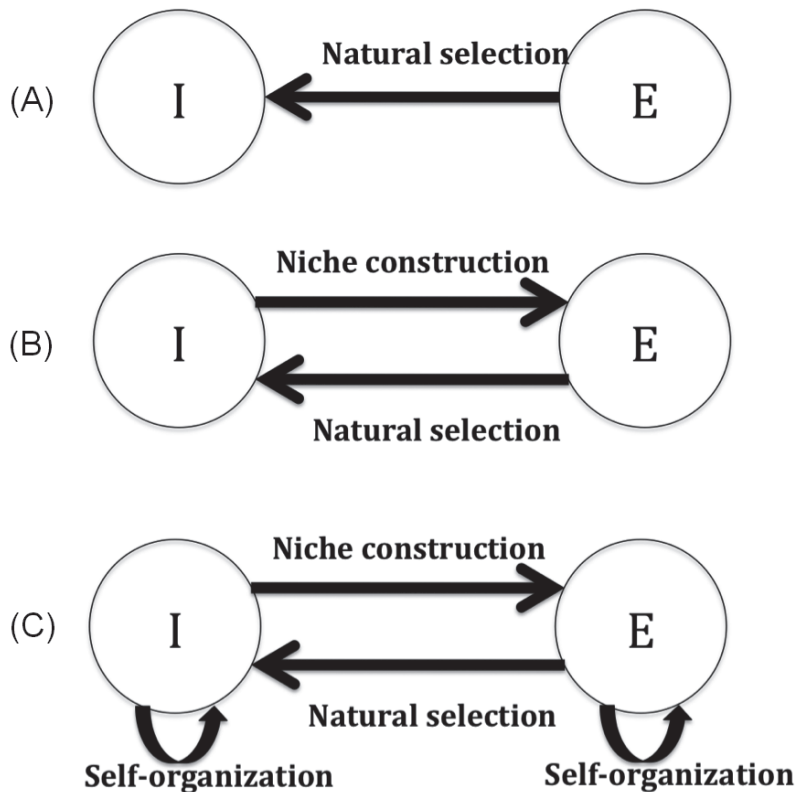 Natural selection
(A) I E
Niche construction
(B) I E
Natural selection
Niche construction
(C) I E
Natural selection
Self-organization Self-organization